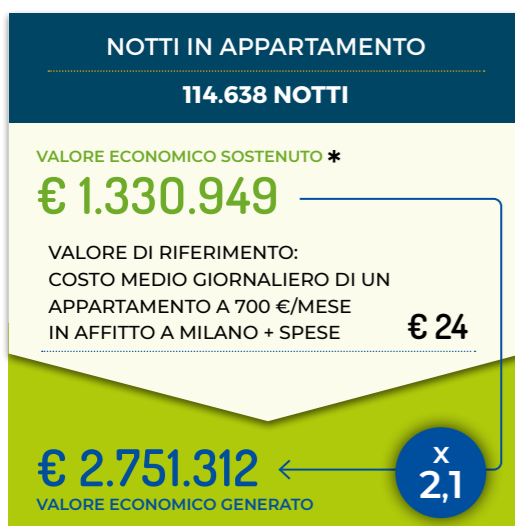 NOTTI IN APPARTAMENTO
114.638 NOTTI
VALORE ECONOMICO SOSTENUTO *
€ 1.330.949
VALORE DI RIFERIMENTO:
COSTO MEDIO GIORNALIERO DI UN
APPARTAMENTO A 700 €/MESE
IN AFFITTO A MILANO + SPESE
€ 24
€ 2.751.312
VALORE ECONOMICO GENERATO
x
2,1